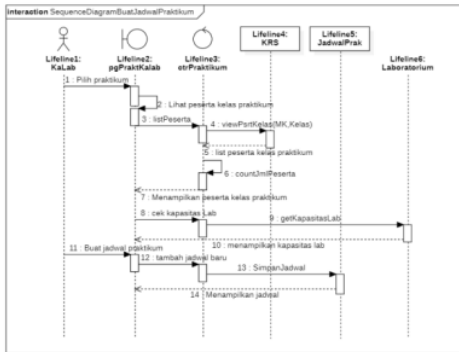 interaction SequenceDiagramBuatJadwalPraktikum
Lifeline1:
KaLab
Lifeline2:
pgPraktKalab
Lifeline3:
ctrPraktikum
Lifeline4:
KRS
Lifeline5:
JadwalPrak
Lifeline6:
Laboratorium
1 : Pilih praktikum
2 : Lihat peserta kelas praktikum
3 : listPeserta
4 : viewPsrtKelas(MK,Kelas)
5 : list peserta kelas praktikum
6 : countJmlPeserta
7 : Menampilkan peserta kelas praktikum
8 : cek kapasitas Lab
9 : getKapasitasLab
10 : menampilkan kapasitas lab
11 : Buat jadwal praktikum
12 : tambah jadwal baru
13 : SimpanJadwal
14 : Menampilkan jadwal